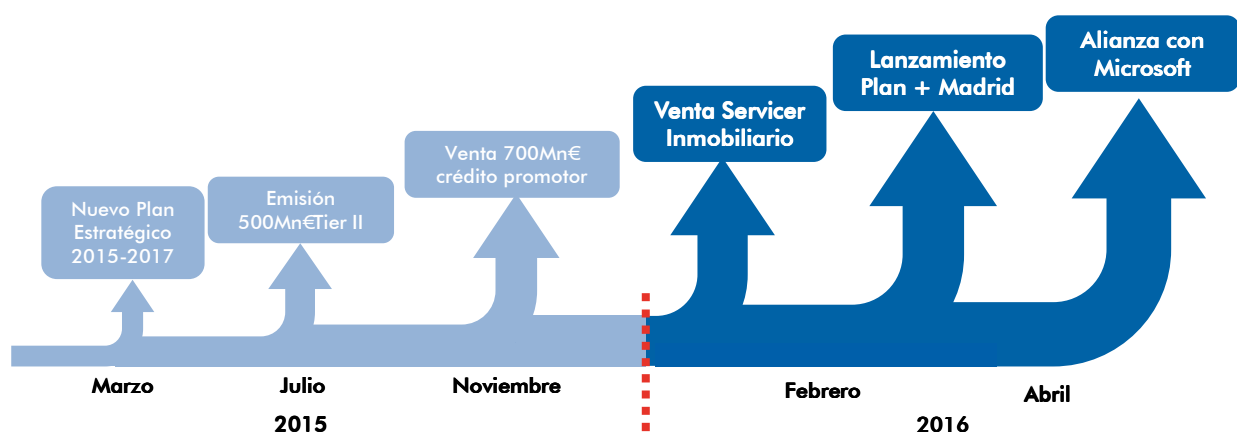 Nuevo Plan
Estratégico
2015-2017
Emisión
500Mn€Tier II
Venta 700Mn€
crédito promotor
Venta Servicer
Inmobiliario
Lanzamiento
Plan + Madrid
Alianza con
Microsoft
Marzo
Julio
Noviembre
Febrero
Abril
2015
2016